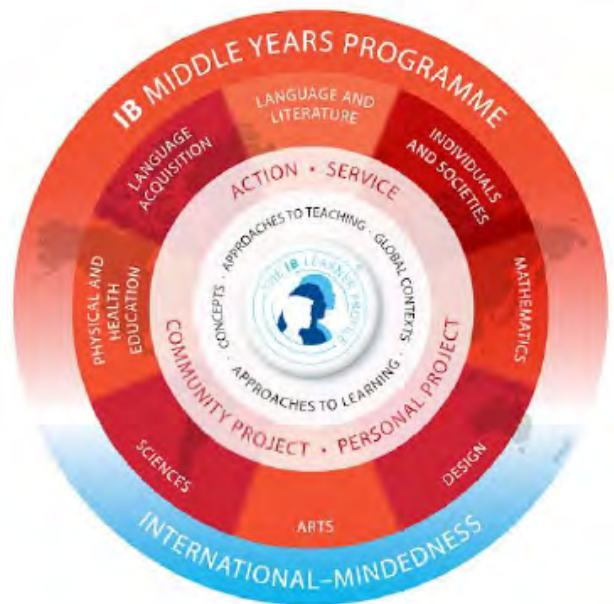 IB MIDDLE YEARS PROGRAMME
LANGUAGE AND
LITERATURE
LANGUAGE
ACQUISITION
INDIVIDUALS
AND SOCIETIES
PHYSICAL AND
HEALTH
EDUCATION
MATHEMATICS
SCIENCES
DESIGN
ARTS
ACTION • SERVICE
COMMUNITY PROJECT • PERSONAL PROJECT
APPROACHES TO TEACHING · GLOBAL CONTEXTS · APPROACHES TO LEARNING · CONCEPTS ·
THE IB LEARNER PROFILE
INTERNATIONAL–MINDEDNESS